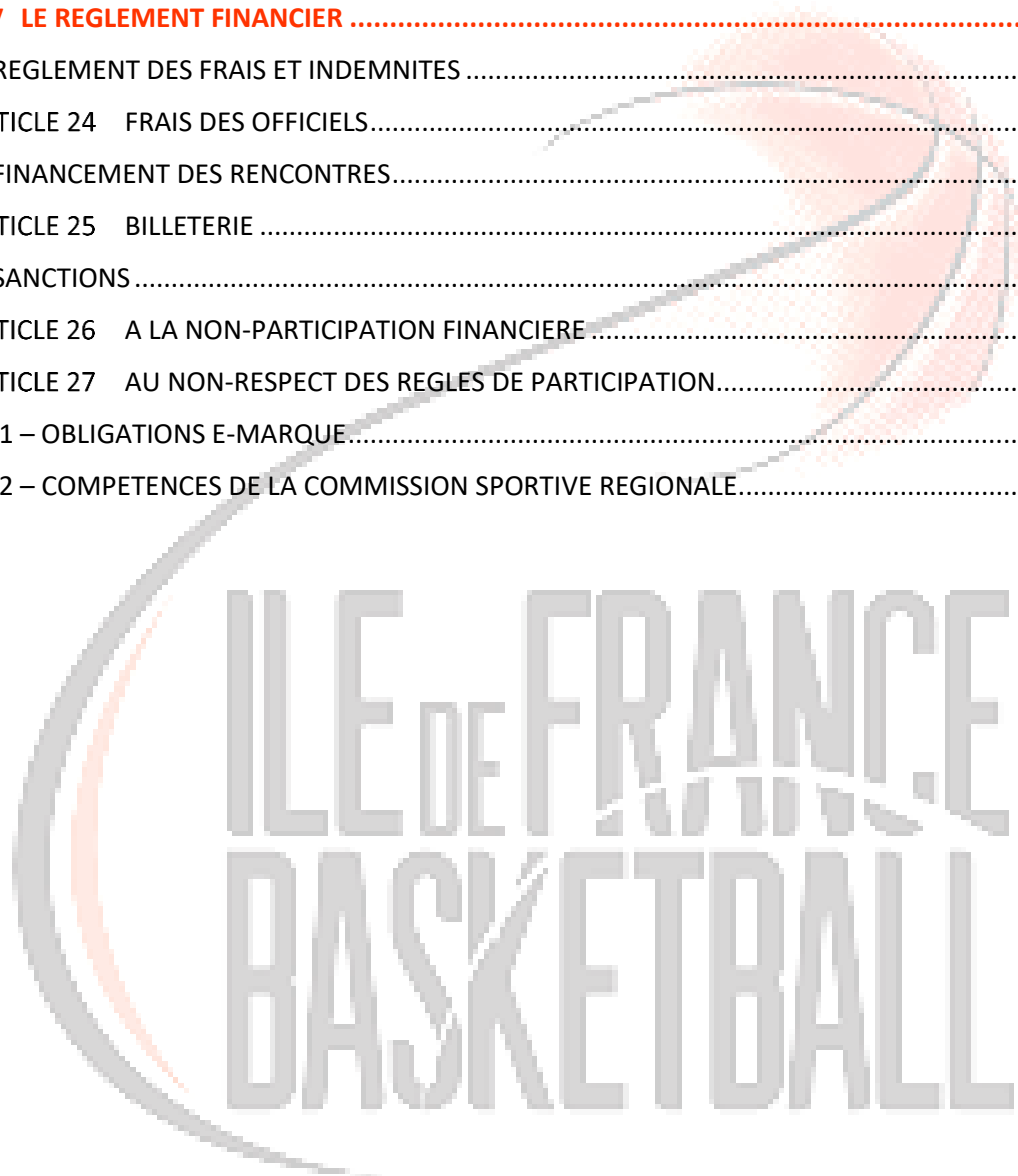 LE REGLEMENT FINANCIER ....................................................................................................
REGLEMENT DES FRAIS ET INDEMNITES ....................................................................................
TICLE 24 FRAIS DES OFFICIELS....................................................................................................
FINANCEMENT DES RENCONTRES................................................................................................
TICLE 25 BILLETERIE ....................................................................................................................
SANCTIONS ....................................................................................................................................
TICLE 26 A LA NON-PARTICIPATION FINANCIERE .................................................................
TICLE 27 AU NON-RESPECT DES REGLES DE PARTICIPATION...............................................
1 – OBLIGATIONS E-MARQUE.....................................................................................................
2 – COMPETENCES DE LA COMMISSION SPORTIVE REGIONALE...........................................
ILE DE FRANCE
BASKETBALL